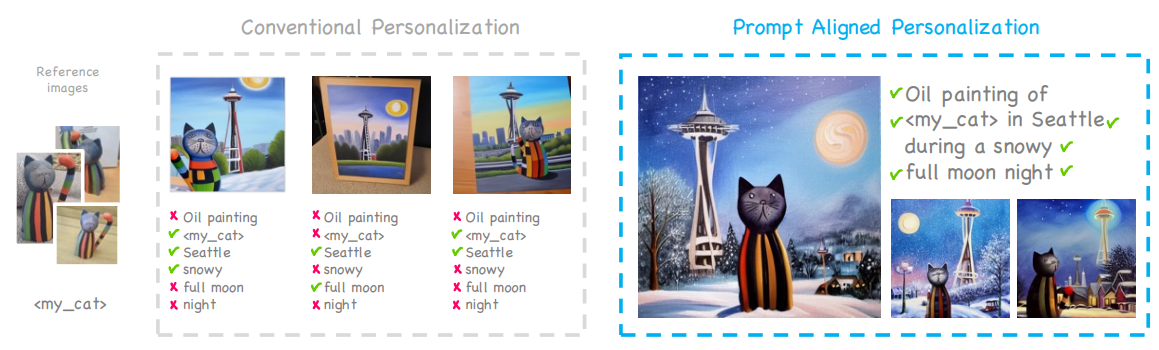 Conventional Personalization
Prompt Aligned Personalization
Reference
images
<my_cat>
✗ Oil painting
✓ <my_cat>
✓ Seattle
✓ snowy
✗ full moon
✗ night
✗ Oil painting
✗ <my_cat>
✓ Seattle
✗ snowy
✓ full moon
✗ night
✗ Oil painting
✓ <my_cat>
✓ Seattle
✗ snowy
✗ full moon
✗ night
✓ Oil painting of
✓ <my_cat> in Seattle ✓
during a snowy ✓
✓ full moon night ✓